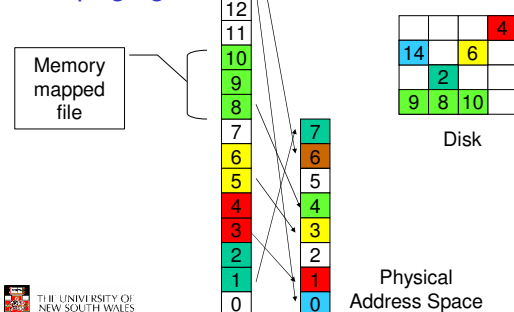 12
11
10
9
8
7
6
5
4
3
2
1
0
Memory
mapped
file
7
6
5
4
3
2
1
0
Physical
Address Space
4
14 6
2
9 8 10
Disk
THE UNIVERSITY OF
NEW SOUTH WALES